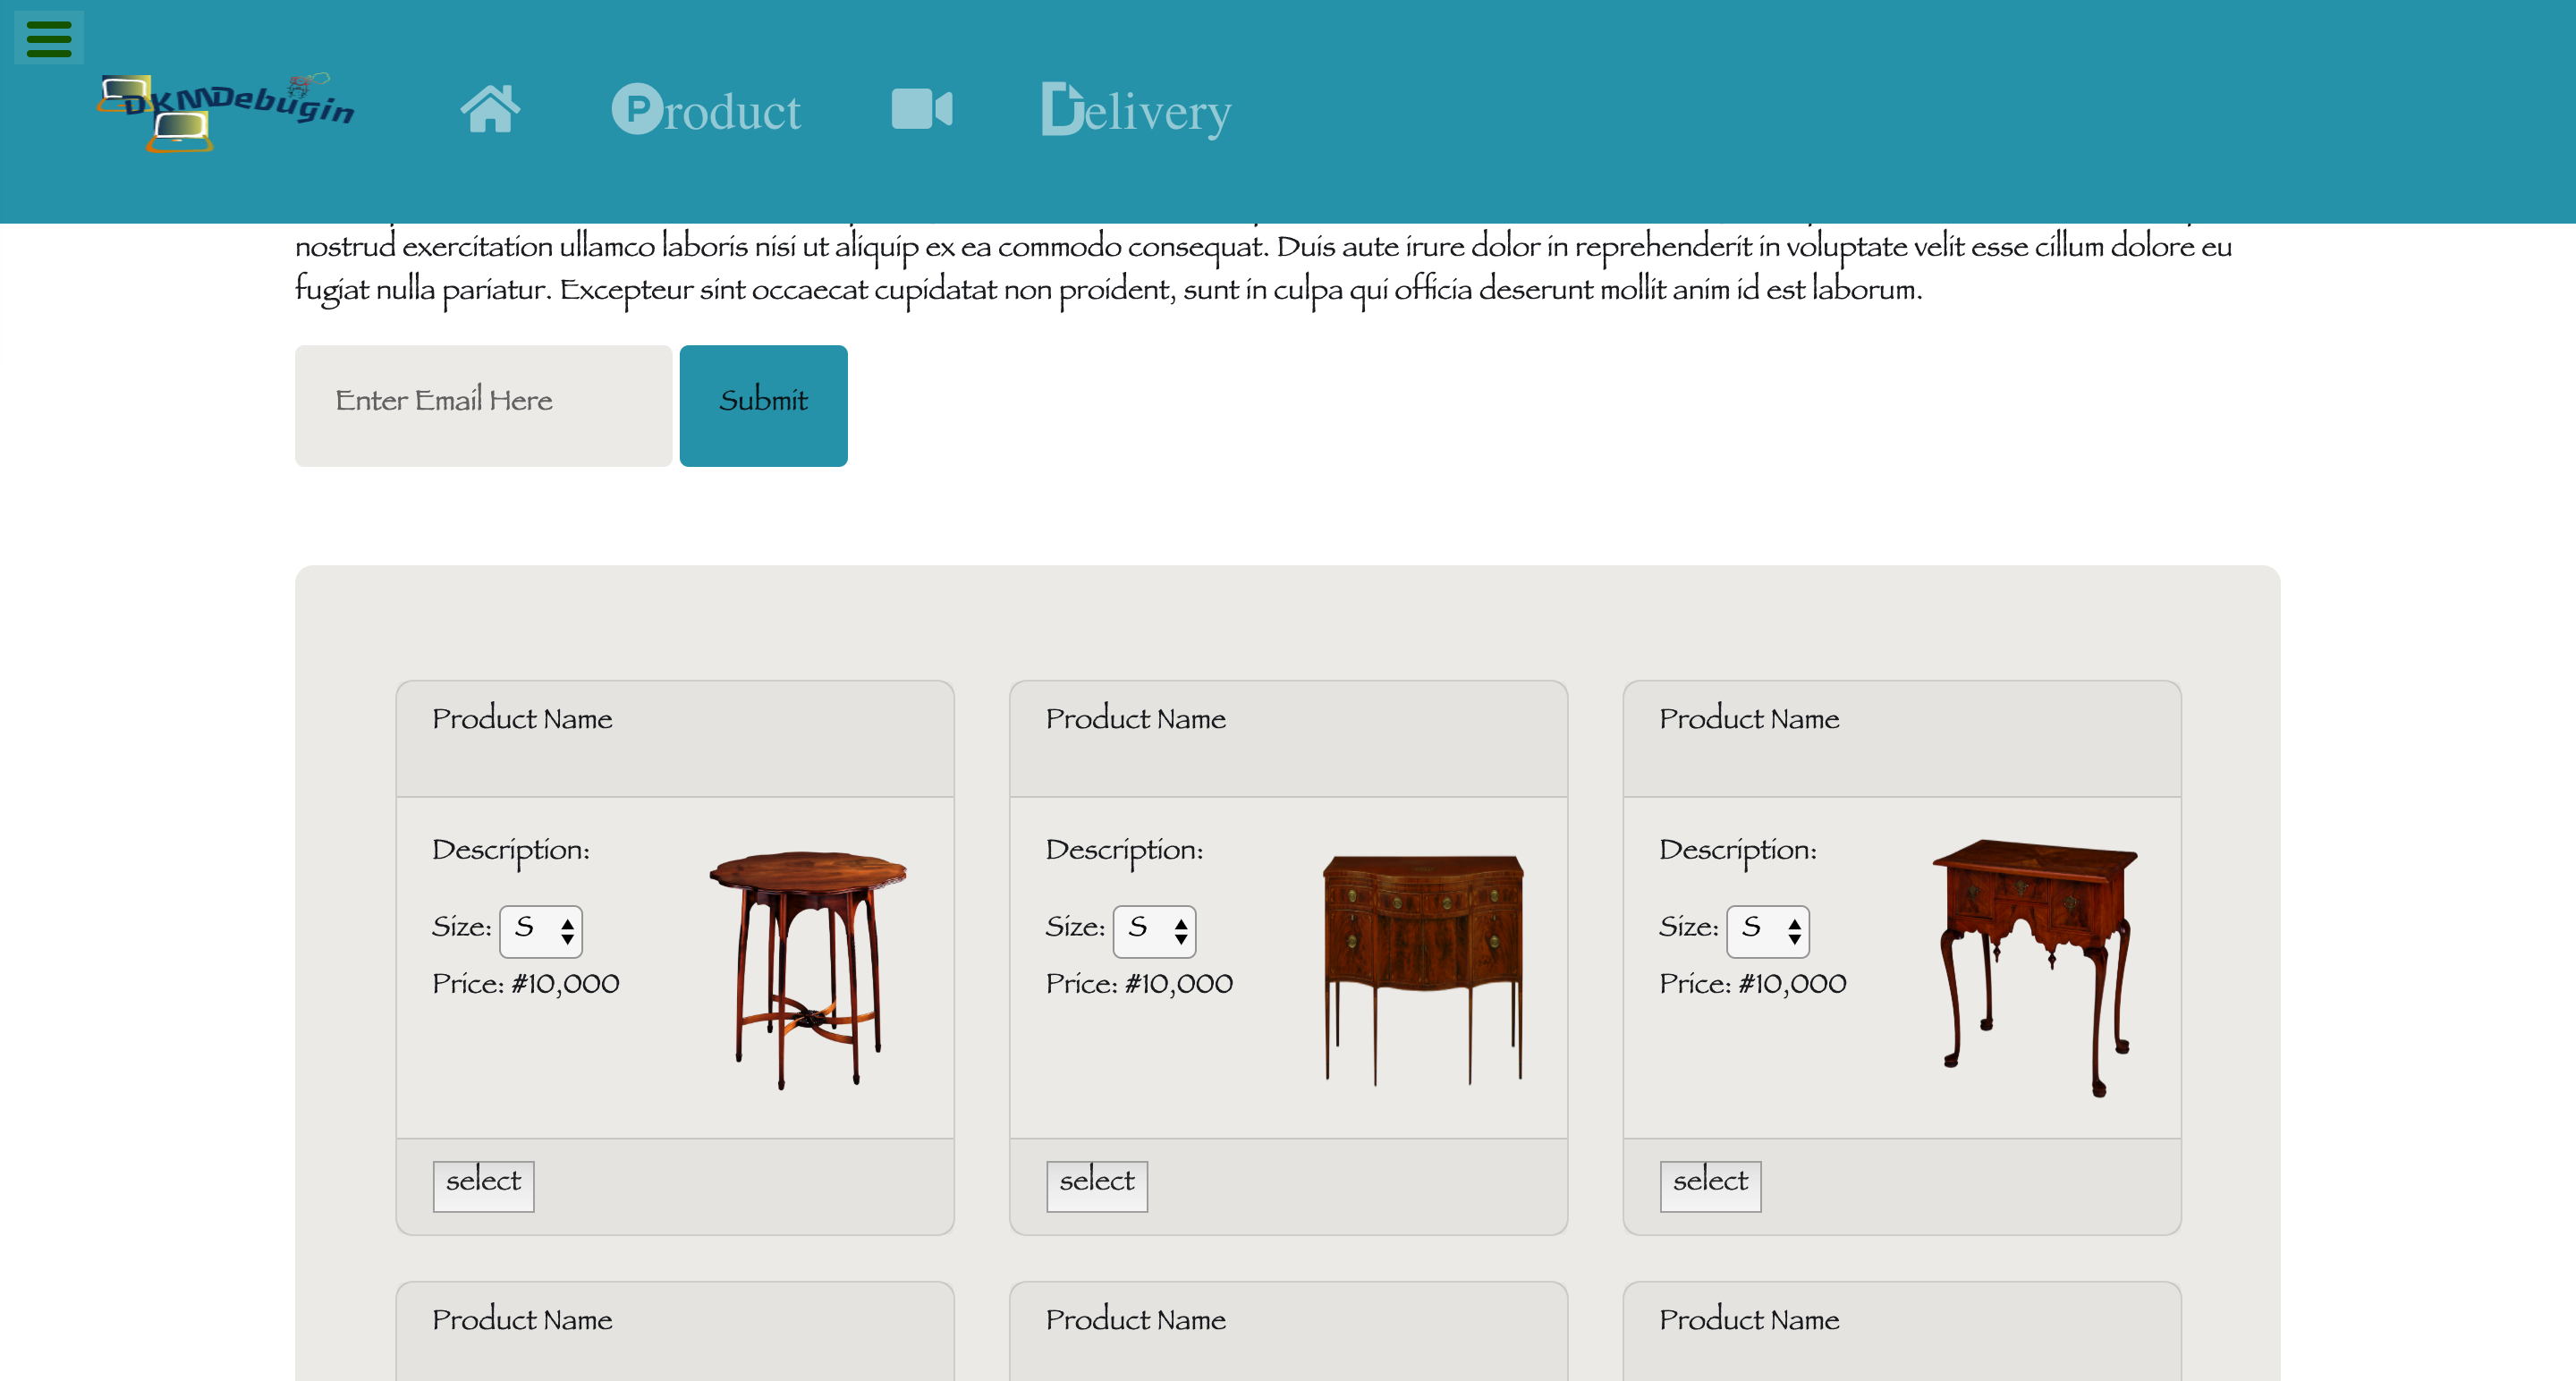 DKMDebugin
Product
Delivery
nostrud exercitation ullamco laboris nisi ut aliquip ex ea commodo consequat. Duis aute irure dolor in reprehenderit in voluptate velit esse cillum dolore eu
fugiat nulla pariatur. Excepteur sint occaecat cupidatat non proident, sunt in culpa qui officia deserunt mollit anim id est laborum.
Enter Email Here
Submit
Product Name
Description:
Size: S
Price: #10,000
select
Product Name
Description:
Size: S
Price: #10,000
select
Product Name
Description:
Size: S
Price: #10,000
select
Product Name
Product Name
Product Name